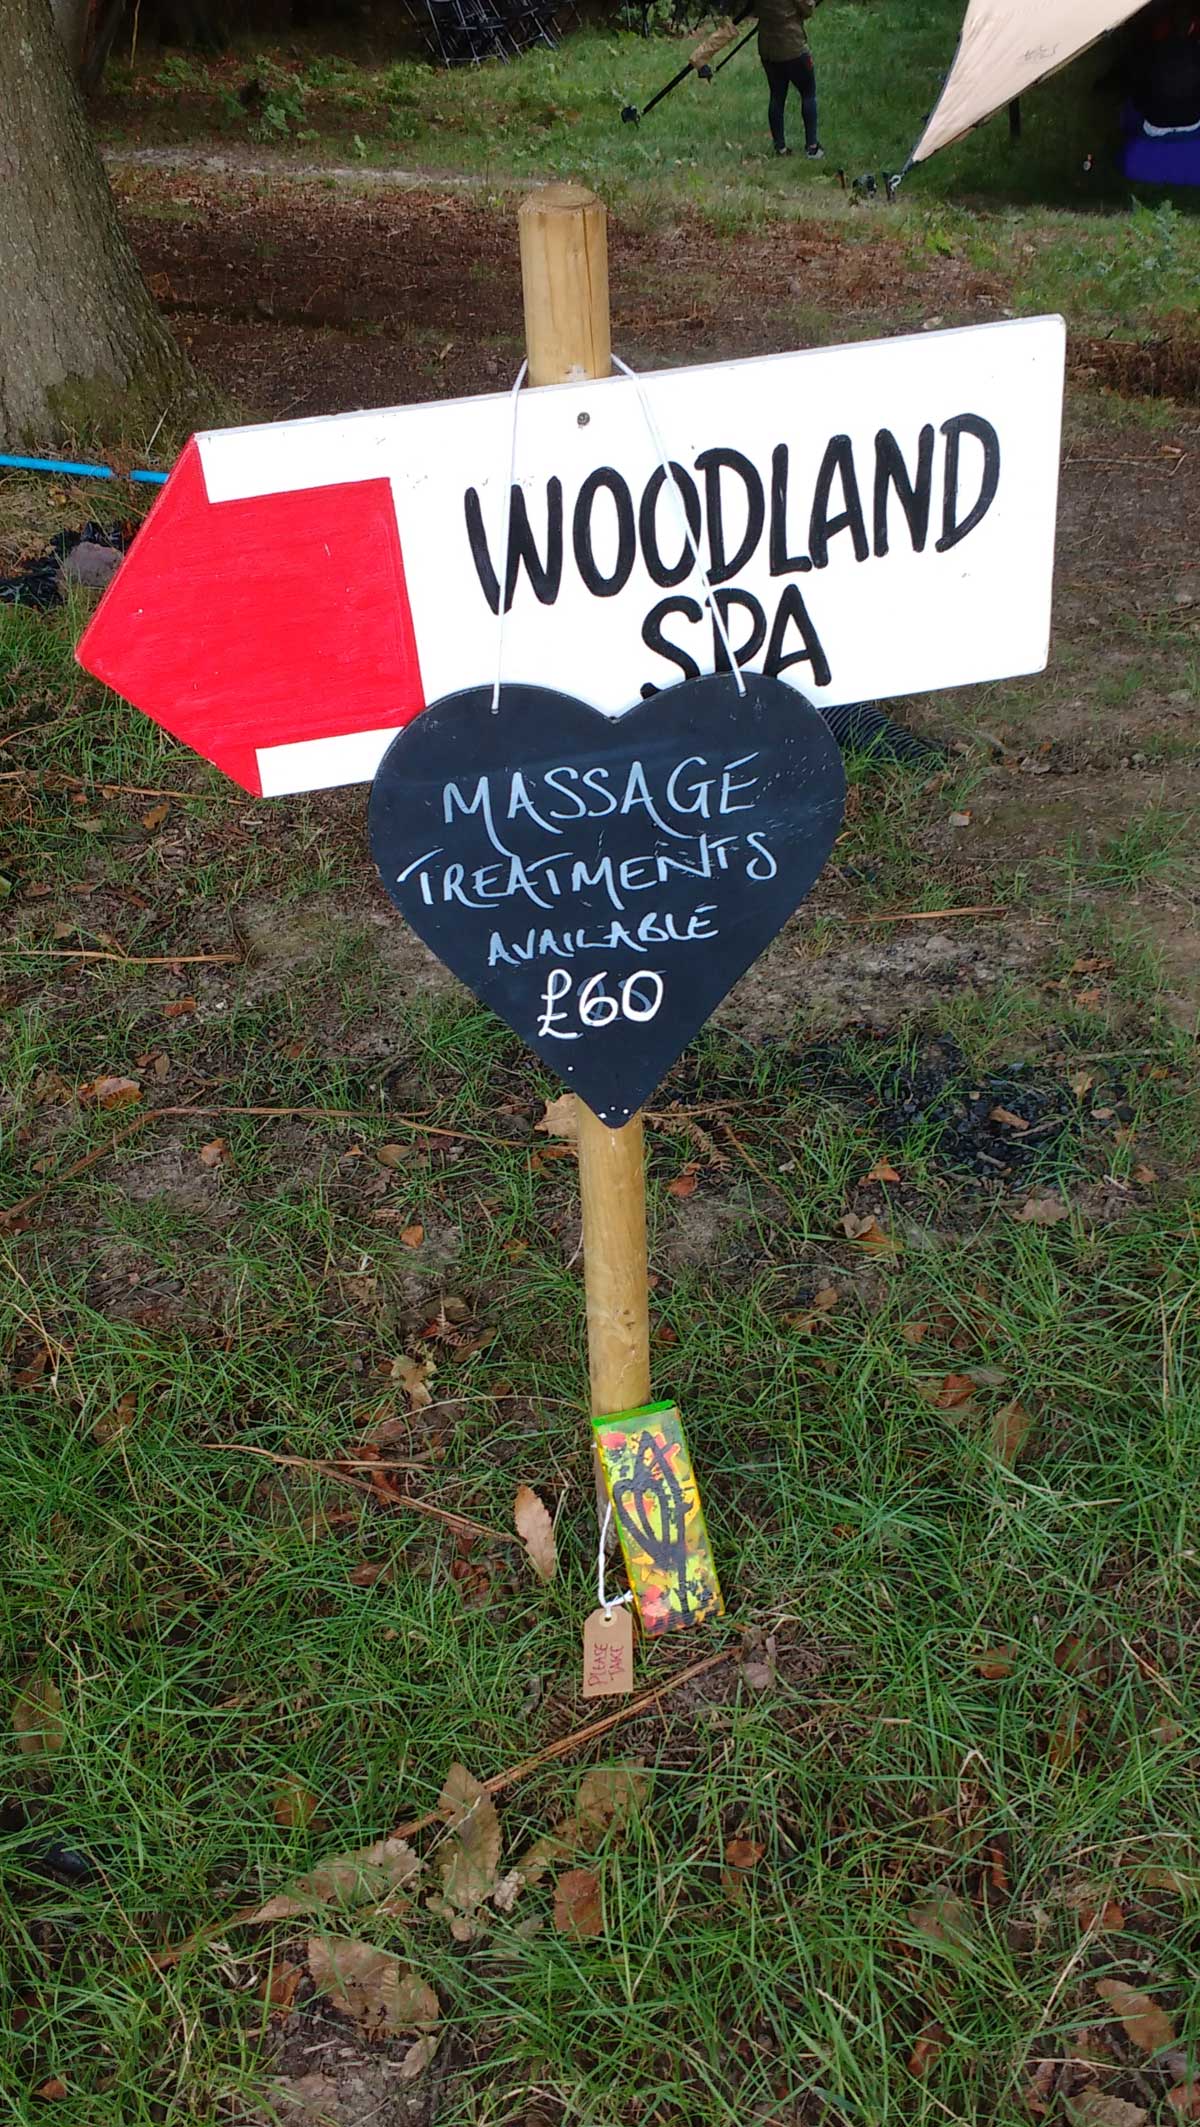 WOODLAND
SPA
MASSAGE
TREATMENTS
AVAILABLE
£60
PLEASE
TAKE